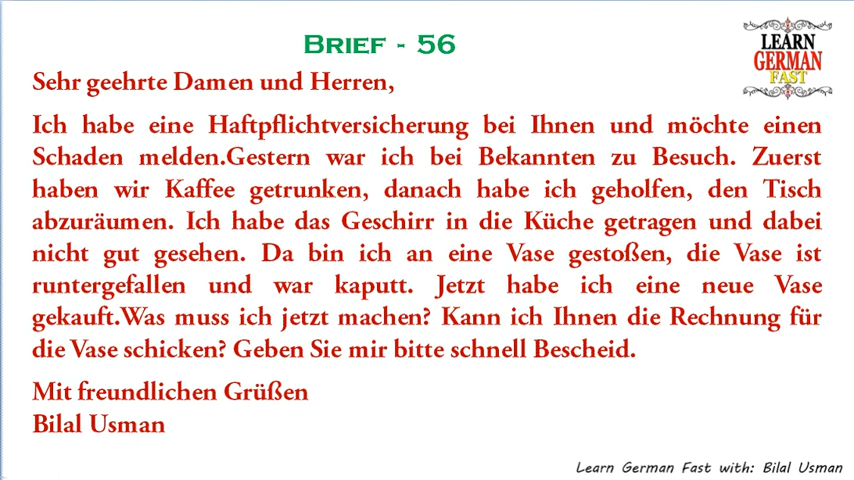 Brief - 56
LEARN
GERMAN
FAST
Sehr geehrte Damen und Herren,
Ich habe eine Haftpflichtversicherung bei Ihnen und möchte einen
Schaden melden.Gestern war ich bei Bekannten zu Besuch. Zuerst
haben wir Kaffee getrunken, danach habe ich geholfen, den Tisch
abzuräumen. Ich habe das Geschirr in die Küche getragen und dabei
nicht gut gesehen. Da bin ich an eine Vase gestoßen, die Vase ist
runtergefallen und war kaputt. Jetzt habe ich eine neue Vase
gekauft.Was muss ich jetzt machen? Kann ich Ihnen die Rechnung für
die Vase schicken? Geben Sie mir bitte schnell Bescheid.
Mit freundlichen Grüßen
Bilal Usman
Learn German Fast with: Bilal Usman